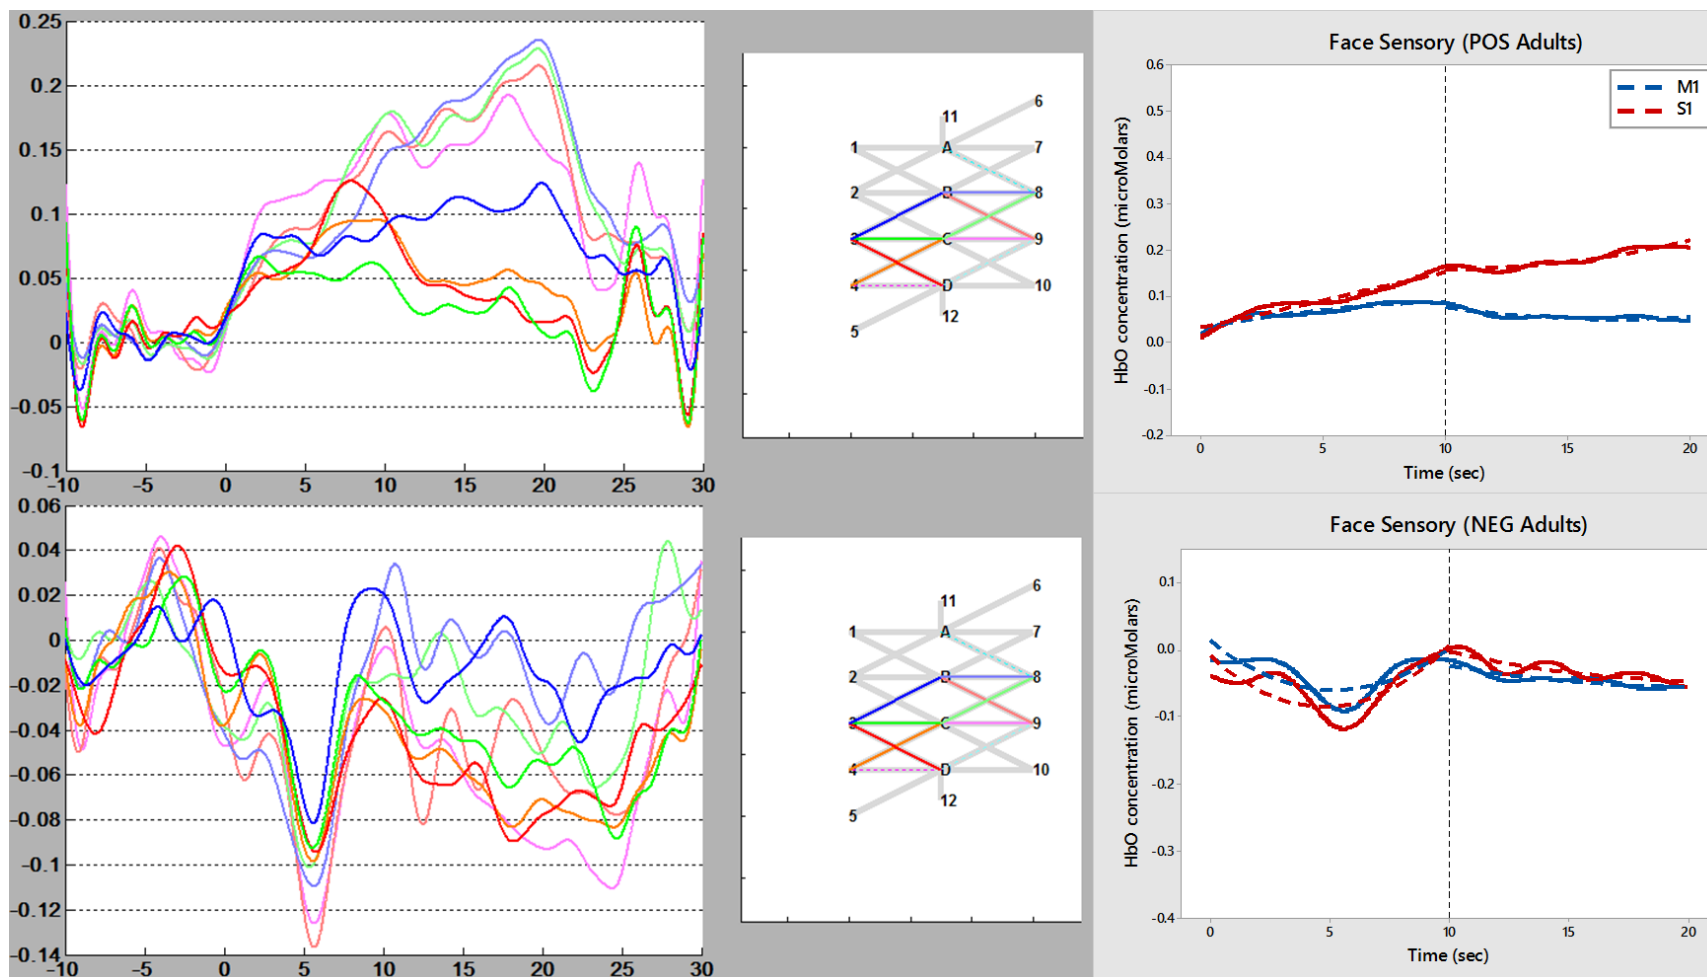 0.25
0.2
0.15
0.1
0.05
0
-0.05
-0.1
-10 -5 0 5 10 15 20 25 30
6
11
1 A 7
2 B 8
3 C 9
4 D 10
12
5
Face Sensory (POS Adults)
HbO concentration (microMolars)
0.6
0.5
0.4
0.3
0.2
0.1
0.0
-0.1
-0.2
M1
S1
0 5 10 15 20
Time (sec)
0.06
0.04
0.02
0
-0.02
-0.04
-0.06
-0.08
-0.1
-0.12
-0.14
-10 -5 0 5 10 15 20 25 30
6
11
1 A 7
2 B 8
3 C 9
4 D 10
12
5
Face Sensory (NEG Adults)
HbO concentration (microMolars)
0.1
0.0
-0.1
-0.2
-0.3
-0.4
0 5 10 15 20
Time (sec)